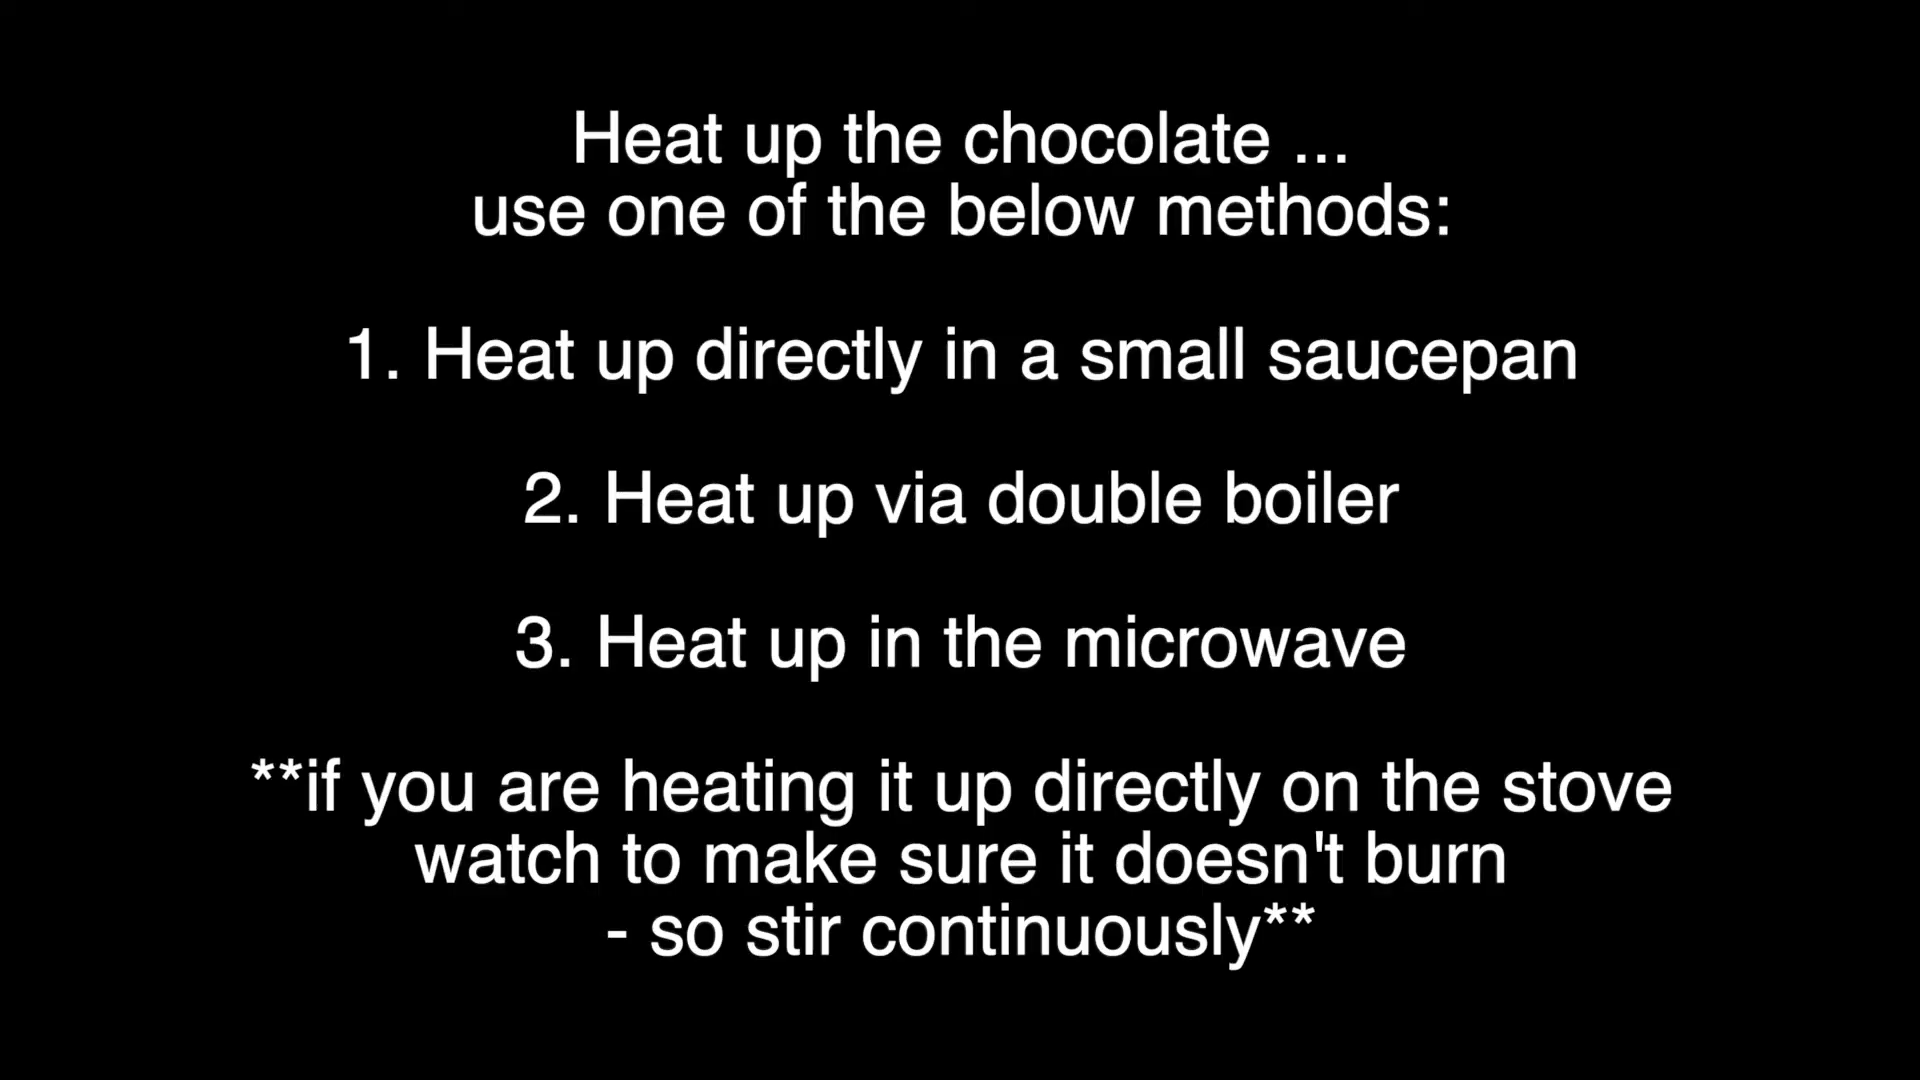 Heat up the chocolate ...
use one of the below methods:
1. Heat up directly in a small saucepan
2. Heat up via double boiler
3. Heat up in the microwave
**if you are heating it up directly on the stove
watch to make sure it doesn't burn
- so stir continuously**